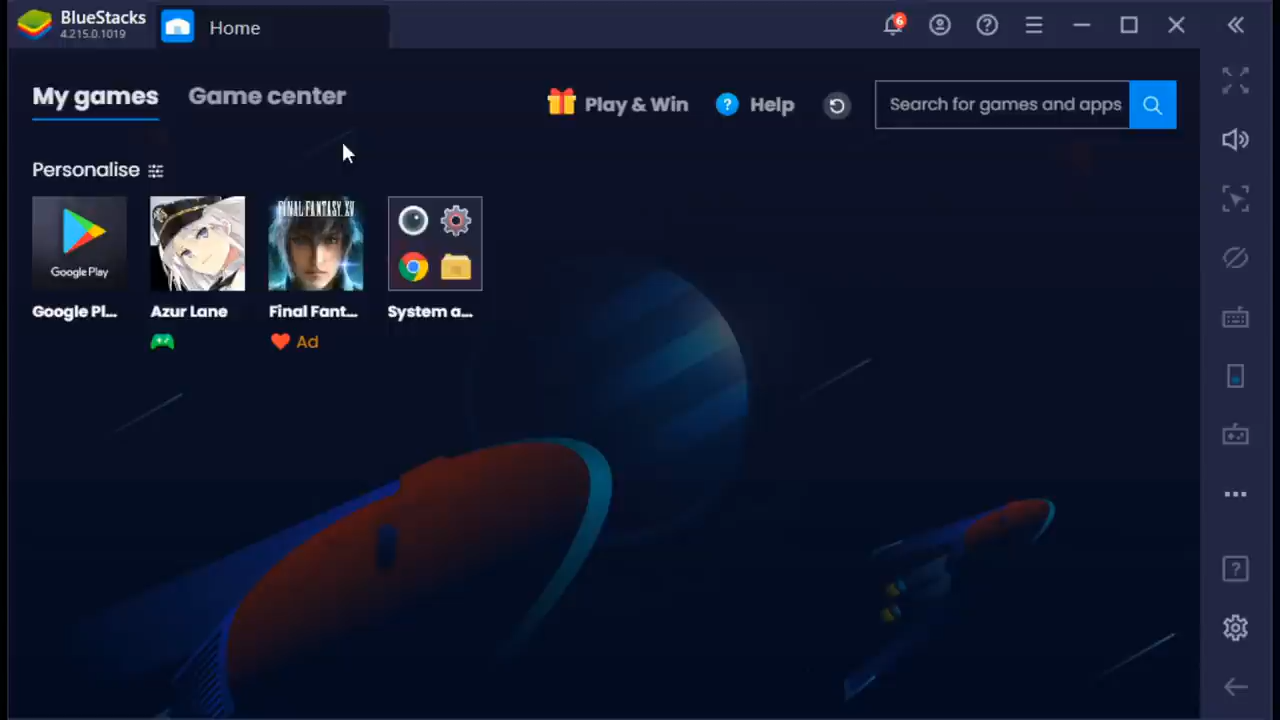 BlueStacks
4.215.0.1019
Home
6
My games
Game center
Play & Win
? Help
Search for games and apps
Personalise
Google Play
FINAL FANTASY XV
Google Pl...
Azur Lane
Final Fant...
System a...
Ad